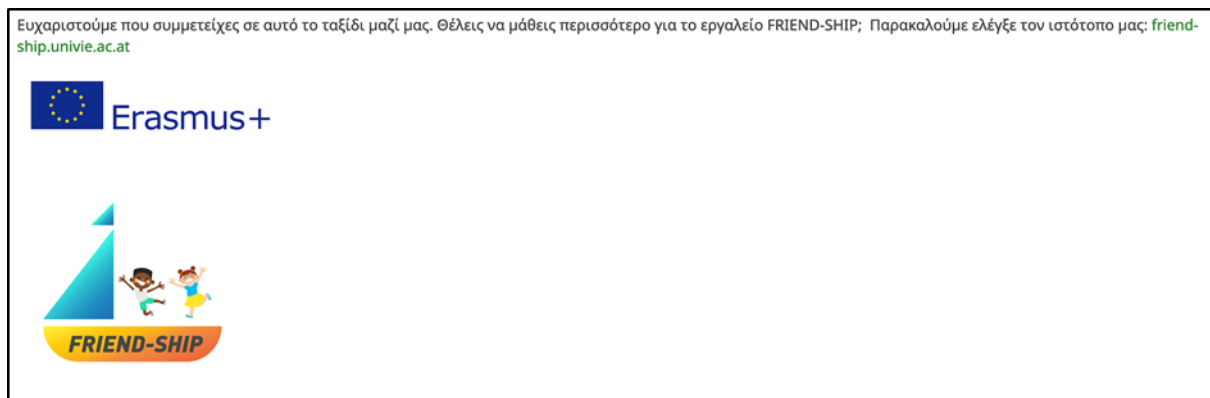 Ευχαριστούμε που συμμετείχες σε αυτό το ταξίδι μαζί μας. Θέλεις να μάθεις περισσότερο για το εργαλείο FRIEND-SHIP; Παρακαλούμε ελέγξε τον ιστότοπο μας: friend-
ship.univie.ac.at
Erasmus+
FRIEND-SHIP